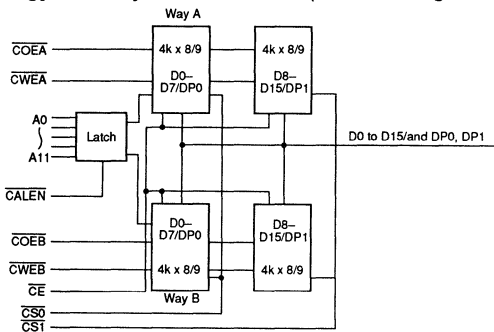 Way A
COEA
4k x 8/9
4k x 8/9
CWEA
D0–
D7/DP0
D8–
D15/DP1
A0
Latch
A11
D0 to D15/and DP0, DP1
CALEN
D0–
D7/DP0
D8–
D15/DP1
COEB
CWEB
4k x 8/9
4k x 8/9
CE
Way B
CS0
CS1